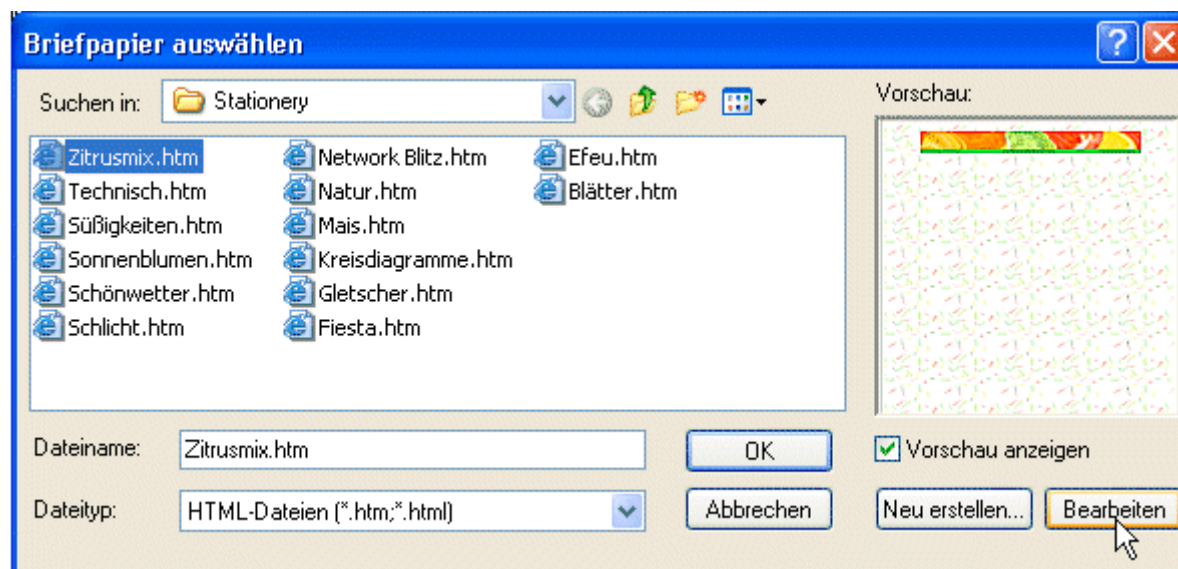 Briefpapier auswählen
Suchen in: Stationery
Vorschau:
Zitrusmix.htm Network Blitz.htm Efeu.htm
Technisch.htm Natur.htm Blätter.htm
Süßigkeiten.htm Mais.htm
Sonnenblumen.htm Kreisdiagramme.htm
Schönwetter.htm Gletscher.htm
Schlicht.htm Fiesta.htm
Dateiname: Zitrusmix.htm OK Vorschau anzeigen
Dateityp: HTML-Dateien (*.htm;*.html) Abbrechen Neu erstellen... Bearbeiten